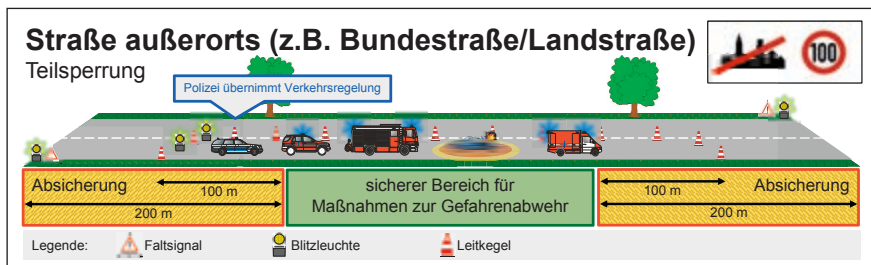 Straße außerorts (z.B. Bundestraße/Landstraße)
Teilsperrung
100
Polizei übernimmt Verkehrsregelung
Absicherung
100 m
200 m
sicherer Bereich für
Maßnahmen zur Gefahrenabwehr
100 m
Absicherung
200 m
Legende:
Faltsignal
Blitzleuchte
Leitkegel